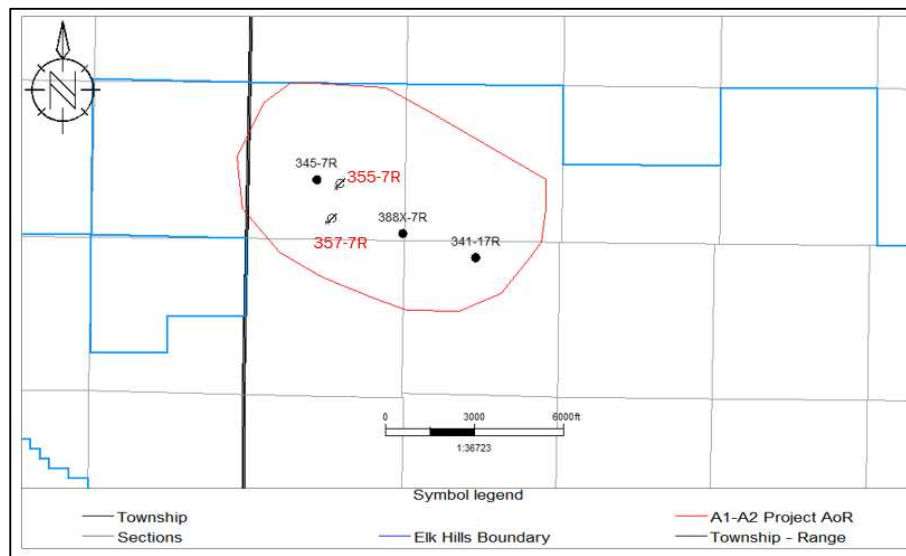 N
345-7R
355-7R
357-7R
388X-7R
341-17R
0 3000 6000ft
1:36723
Symbol legend
Township A1-A2 Project AoR
Sections Elk Hills Boundary Township - Range